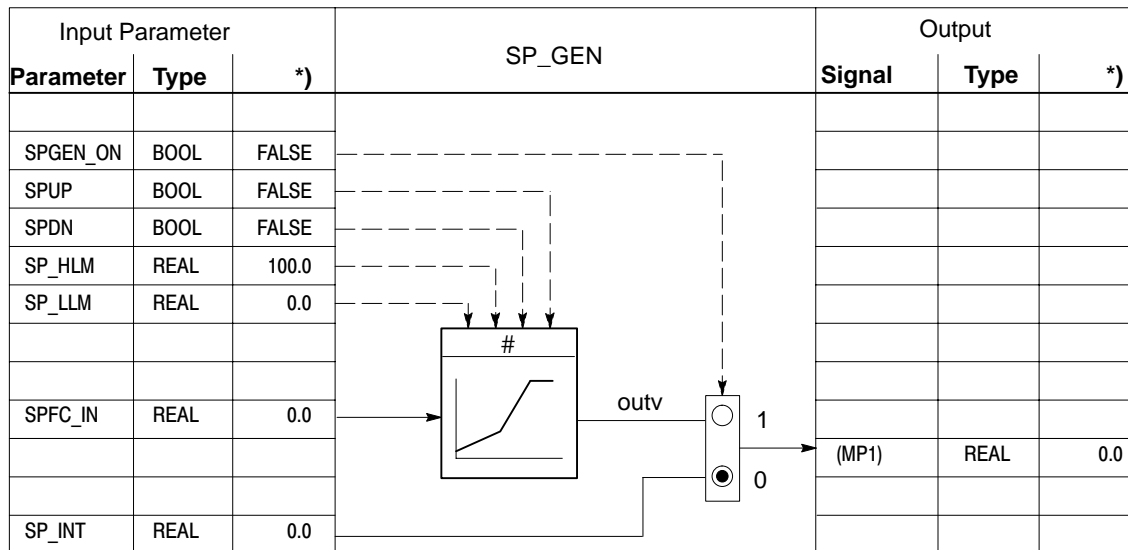 Input Parameter SP_GEN Output
Parameter Type *) Signal Type *)
SPGEN_ON BOOL FALSE
SPUP BOOL FALSE
SPDN BOOL FALSE
SP_HLM REAL 100.0
SP_LLM REAL 0.0
#
SPFC_IN REAL 0.0 outv 1
(MP1) REAL 0.0
0
SP_INT REAL 0.0